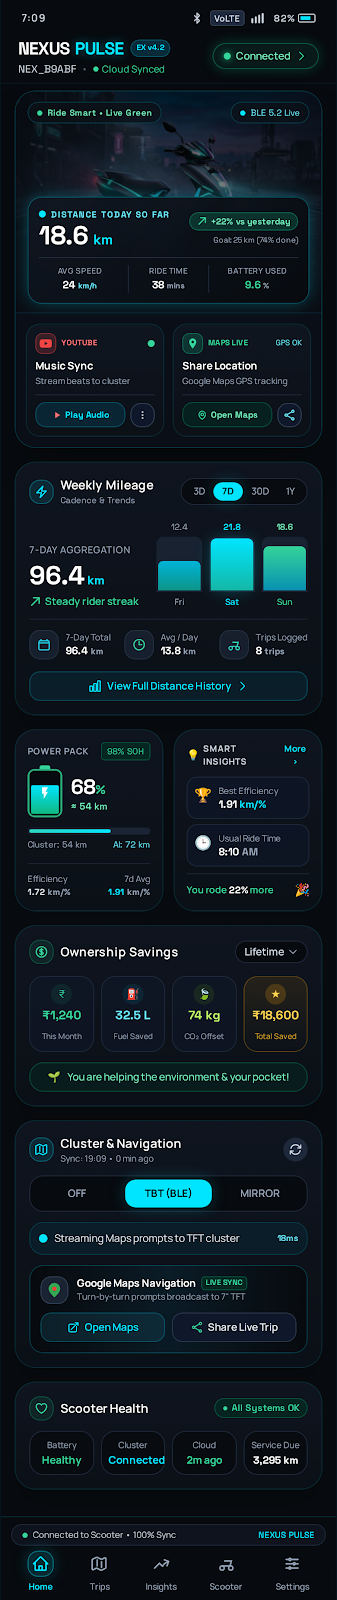 7:09 VoLTE 82%
NEXUS PULSE EX v4.2
Connected >
NEX_B9ABF • Cloud Synced
Ride Smart • Live Green
BLE 5.2 Live
DISTANCE TODAY SO FAR
18.6 km
+22% vs yesterday
Goal: 25 km (74% done)
AVG SPEED RIDE TIME BATTERY USED
24 km/h 38 mins 9.6 %
YOUTUBE
Music Sync
Stream beats to cluster
Play Audio
MAPS LIVE GPS OK
Share Location
Google Maps GPS tracking
Open Maps
Weekly Mileage
Cadence & Trends
3D 7D 30D 1Y
12.4 21.8 18.6
7-DAY AGGREGATION
96.4 km
Steady rider streak
Fri Sat Sun
7-Day Total
96.4 km
Avg / Day
13.8 km
Trips Logged
8 trips
View Full Distance History >
POWER PACK 98% SOH
68%
≈ 54 km
Cluster: 54 km AI: 72 km
Efficiency 7d Avg
1.72 km/% 1.91 km/%
SMART
INSIGHTS
More
›
Best Efficiency
1.91 km/%
Usual Ride Time
8:10 AM
You rode 22% more
Ownership Savings
Lifetime
₹
₹1,240
This Month
32.5 L
Fuel Saved
74 kg
CO₂ Offset
₹18,600
Total Saved
You are helping the environment & your pocket!
Cluster & Navigation
Sync: 19:09 • 0 min ago
OFF TBT (BLE) MIRROR
Streaming Maps prompts to TFT cluster 18ms
Google Maps Navigation LIVE SYNC
Turn-by-turn prompts broadcast to 7" TFT
Open Maps Share Live Trip
Scooter Health
• All Systems OK
Battery Cluster Cloud Service Due
Healthy Connected 2m ago 3,295 km
Connected to Scooter • 100% Sync NEXUS PULSE
Home Trips Insights Scooter Settings